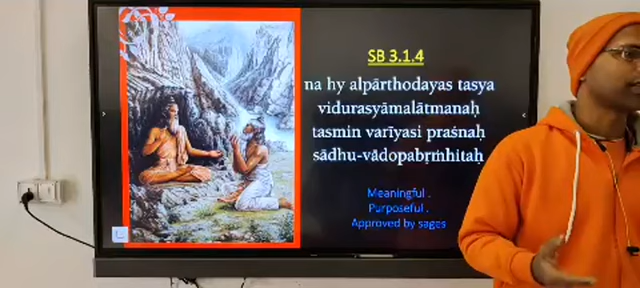 SB 3.1.4
na hy alpārthodayas tasya
vidurasyāmalātmanaḥ
tasmin varīyasi praśnaḥ
sādhu-vādopabṛṁhitaḥ
Meaningful .
Purposeful .
Approved by sages